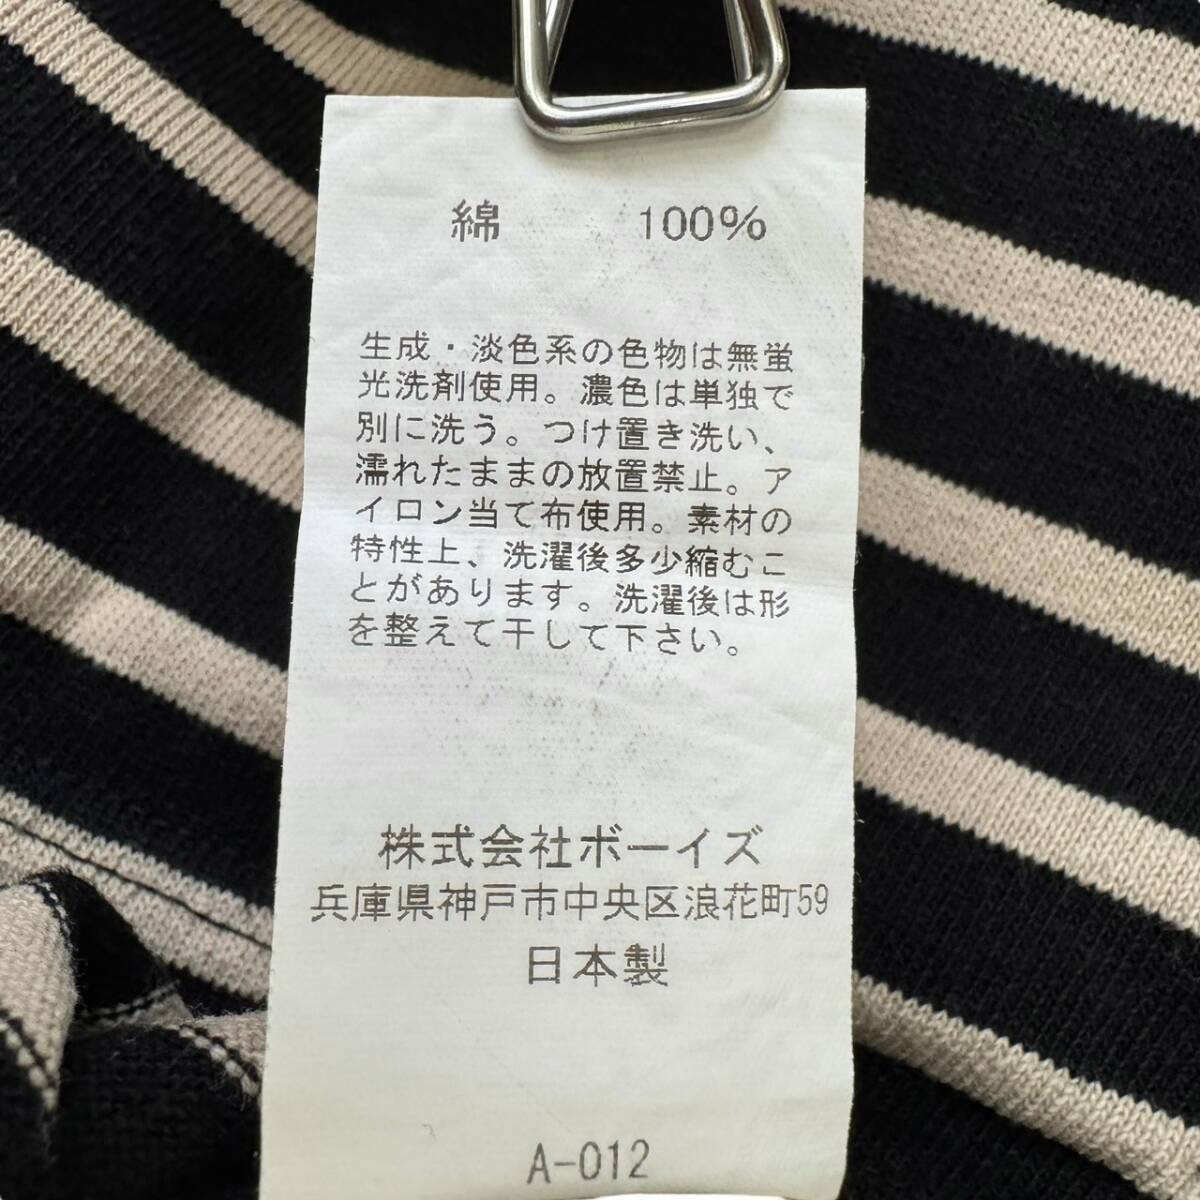 綿 100%
生成・淡色系の色物は無蛍
光洗剤使用。濃色は単独で
別に洗う。つけ置き洗い、
濡れたままの放置禁止。ア
イロン当て布使用。素材の
特性上、洗濯後多少縮むこ
とがあります。洗濯後は形
を整えて干して下さい。
株式会社ボーイズ
兵庫県神戸市中央区浪花町59
日本製
A-012